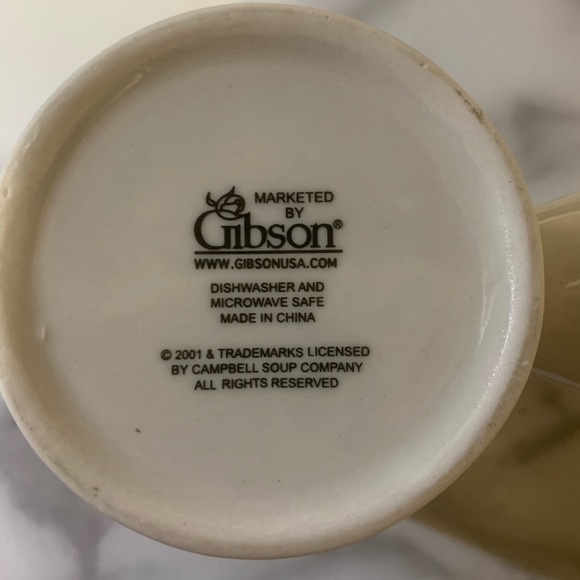 MARKETED
BY
Gibson®
WWW.GIBSONUSA.COM
DISHWASHER AND
MICROWAVE SAFE
MADE IN CHINA
© 2001 & TRADEMARKS LICENSED
BY CAMPBELL SOUP COMPANY
ALL RIGHTS RESERVED